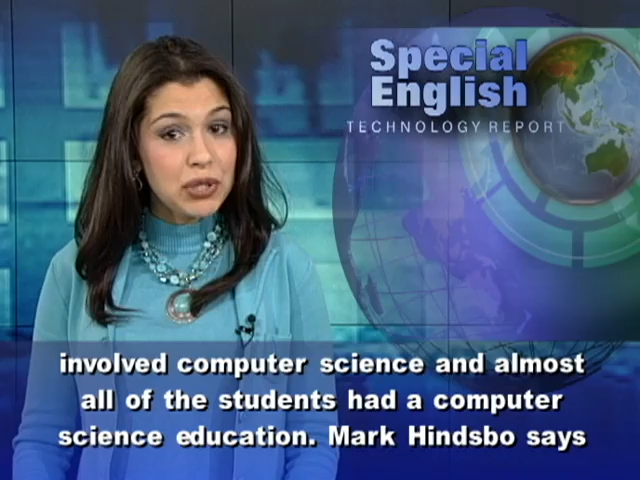 Special
English
TECHNOLOGY REPORT
involved computer science and almost
all of the students had a computer
science education. Mark Hindsbo says